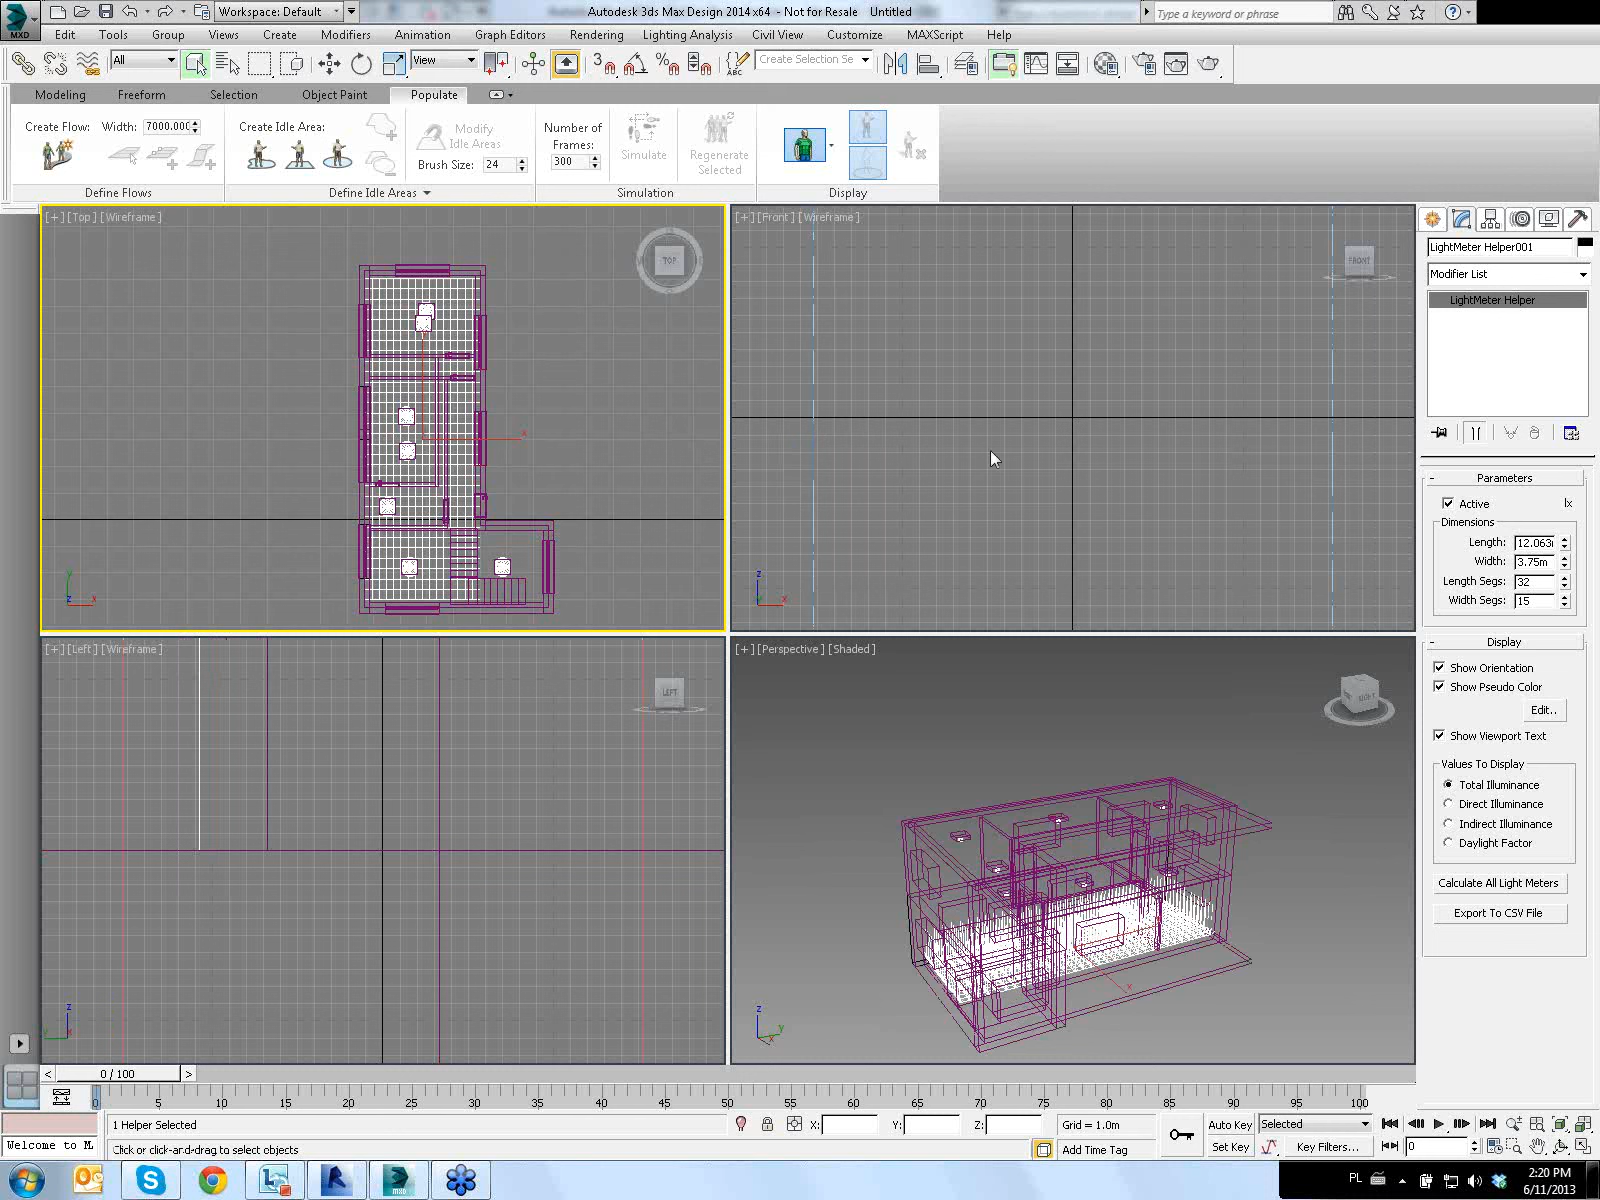 Workspace: Default
Autodesk 3ds Max Design 2014 x64 - Not for Resale Untitled
Type a keyword or phrase
MXD
Edit Tools Group Views Create Modifiers Animation Graph Editors Rendering Lighting Analysis Civil View Customize MAXScript Help
All
View
3
ABC
Create Selection Se
Modeling Freeform Selection Object Paint Populate
Create Flow: Width: 7000.000
Create Idle Area:
Modify
Idle Areas
Brush Size: 24
Number of
Frames:
300
Simulate
Regenerate
Selected
Define Flows
Define Idle Areas
Simulation
Display
[+] [Top ] [Wireframe ]
TOP
x
y
z
x
[+] [Front ] [Wireframe ]
FRONT
z
x
[+] [Left ] [Wireframe ]
LEFT
z
y
[+] [Perspective ] [Shaded ]
RIGHT
x
z
y
x
LightMeter Helper001
Modifier List
LightMeter Helper
- Parameters
Active lx
Dimensions
Length: 12.063
Width: 3.75m
Length Segs: 32
Width Segs: 15
- Display
Show Orientation
Show Pseudo Color
Edit..
Show Viewport Text
Values To Display
Total Illuminance
Direct Illuminance
Indirect Illuminance
Daylight Factor
Calculate All Light Meters
Export To CSV File
< 0 / 100 >
0 5 10 15 20 25 30 35 40 45 50 55 60 65 70 75 80 85 90 95 100
1 Helper Selected
X: Y: Z:
Grid = 1.0m
Auto Key Selected
Welcome to M
Click or click-and-drag to select objects
Add Time Tag
Set Key Key Filters...
0
PL
2:20 PM
6/11/2013